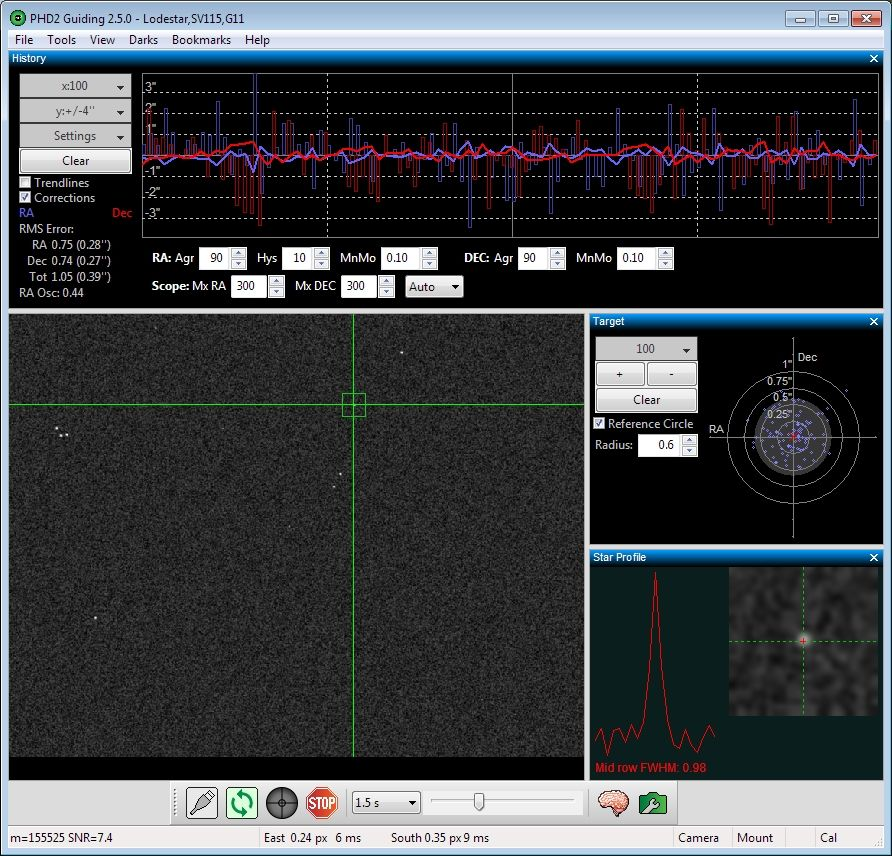 PHD2 Guiding 2.5.0 - Lodestar,SV115,G11
File Tools View Darks Bookmarks Help
History
x:100
y:+/-4"
Settings
Clear
Trendlines
Corrections
RA Dec
RMS Error:
RA 0.75 (0.28")
Dec 0.74 (0.27")
Tot 1.05 (0.39")
RA Osc: 0.44
3"
2"
1"
-1"
-2"
-3"
RA: Agr 90 Hys 10 MnMo 0.10 DEC: Agr 90 MnMo 0.10
Scope: Mx RA 300 Mx DEC 300 Auto
Target
100
+ -
Clear
Reference Circle
Radius: 0.6
Dec
1"
0.75"
0.5"
0.25"
RA
Star Profile
Mid row FWHM: 0.98
STOP
1.5 s
m=155525 SNR=7.4 East 0.24 px 6 ms South 0.35 px 9 ms Camera Mount Cal